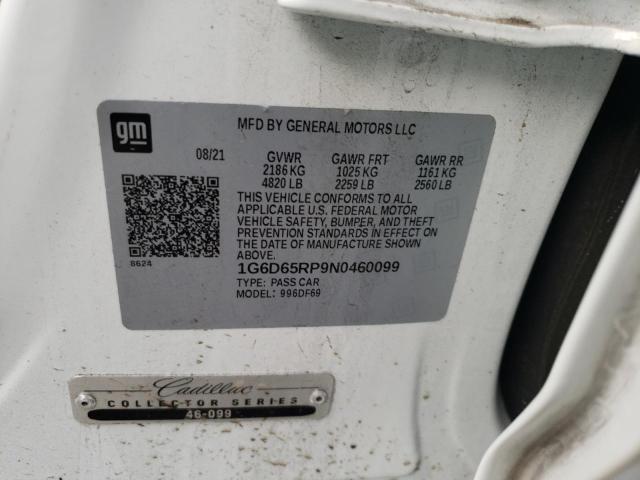 gm
MFD BY GENERAL MOTORS LLC
08/21 GVWR GAWR FRT GAWR RR
2186 KG 1025 KG 1161 KG
4820 LB 2259 LB 2560 LB
THIS VEHICLE CONFORMS TO ALL
APPLICABLE U.S. FEDERAL MOTOR
VEHICLE SAFETY, BUMPER, AND THEFT
PREVENTION STANDARDS IN EFFECT
ON THE DATE OF MANUFACTURE SHOWN
ABOVE.
8624
1G6D65RP9N0460099
TYPE: PASS CAR
MODEL: 996DF69
Cadillac
COLLECTOR SERIES
46-099